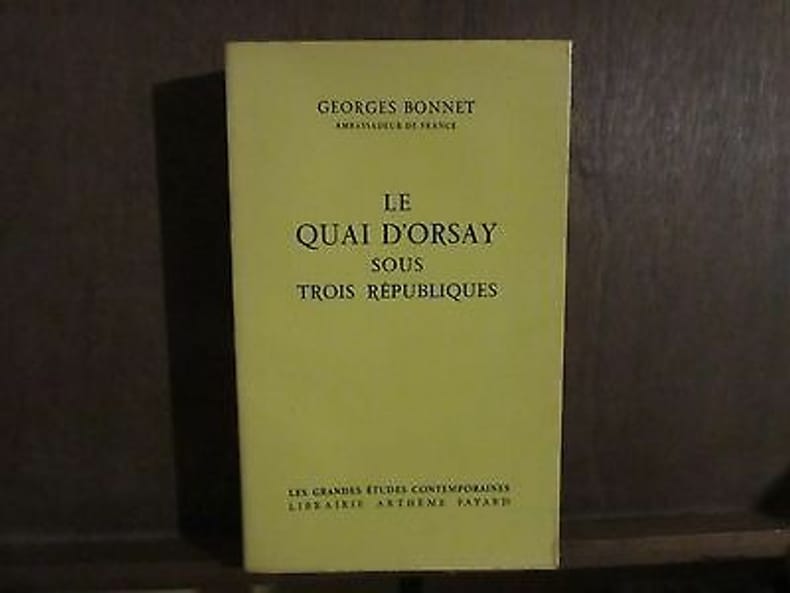 GEORGES BONNET
AMBASSADEUR DE FRANCE
LE
QUAI D'ORSAY
SOUS
TROIS RÉPUBLIQUES
LES GRANDES ÉTUDES CONTEMPORAINES
LIBRAIRIE ARTHÈME FAYARD